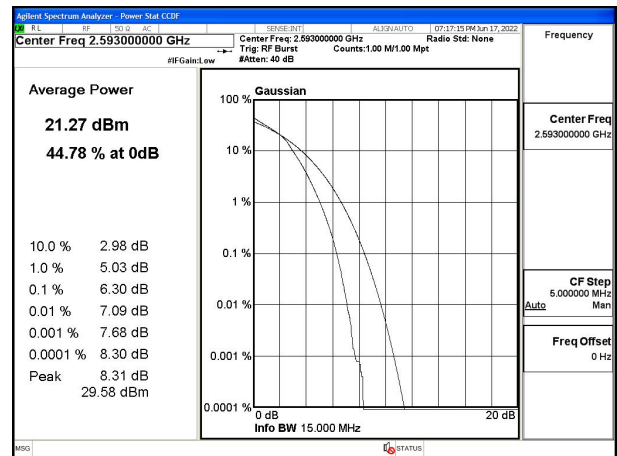 Agilent Spectrum Analyzer - Power Stat CCDF
RL RF 50 Ω AC SENSE:INT ALIGN AUTO 07:17:15 PM Jun 17, 2022
Center Freq 2.593000000 GHz
Center Freq: 2.593000000 GHz Radio Std: None
Trig: RF Burst Counts:1.00 M/1.00 Mpt
#IFGain:Low #Atten: 40 dB
Frequency
Average Power
21.27 dBm
44.78 % at 0dB
10.0 % 2.98 dB
1.0 % 5.03 dB
0.1 % 6.30 dB
0.01 % 7.09 dB
0.001 % 7.68 dB
0.0001 % 8.30 dB
Peak 8.31 dB
29.58 dBm
Gaussian
100 %
10 %
1 %
0.1 %
0.01 %
0.001 %
0.0001 %
0 dB 20 dB
Info BW 15.000 MHz
Center Freq
2.593000000 GHz
CF Step
5.000000 MHz
Auto Man
Freq Offset
0 Hz
MSG STATUS